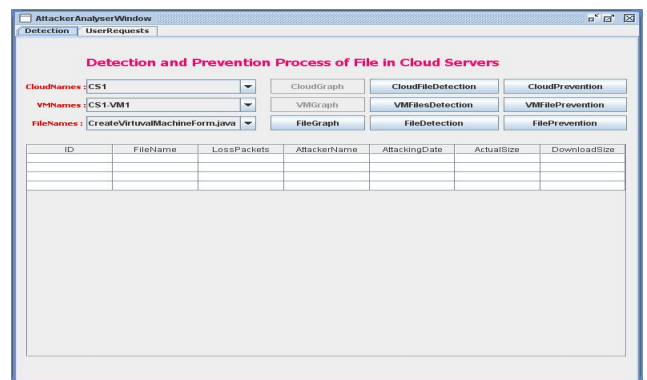 AttackerAnalyserWindow
Detection UserRequests
Detection and Prevention Process of File in Cloud Servers
CloudNames : CS1 CloudGraph CloudFileDetection CloudPrevention
VMNames : CS1-VM1 VMGraph VMFilesDetection VMFilePrevention
FileNames : CreateVirtuvalMachineForm.java FileGraph FileDetection FilePrevention
ID FileName LossPackets AttackerName AttackingDate ActualSize DownloadSize